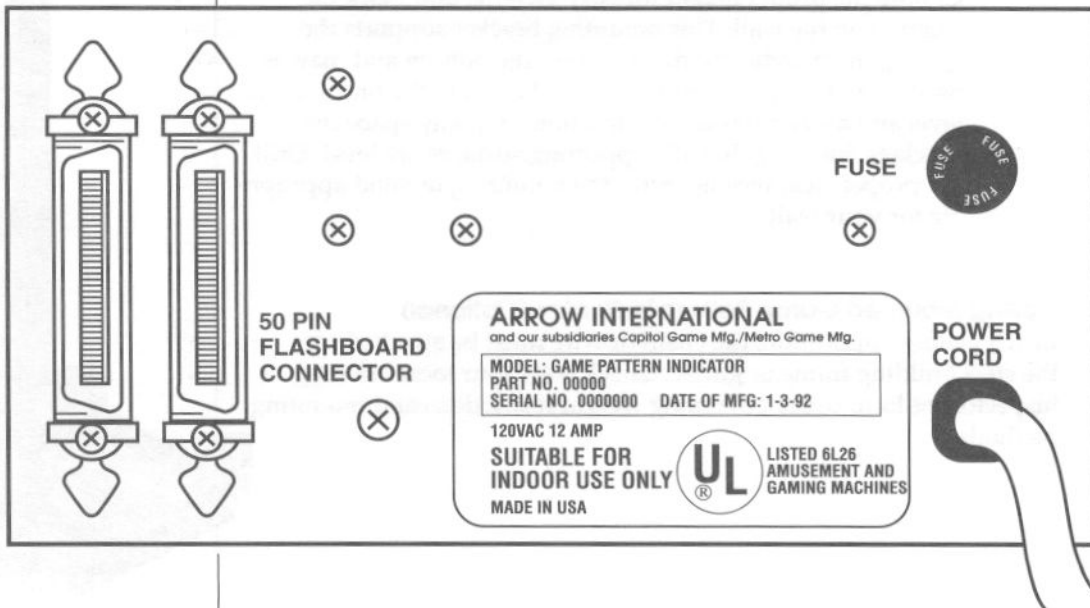 FUSE
FUSE FUSE FUSE
50 PIN
FLASHBOARD
CONNECTOR
ARROW INTERNATIONAL
and our subsidiaries Capitol Game Mfg./Metro Game Mfg.
MODEL: GAME PATTERN INDICATOR
PART NO. 00000
SERIAL NO. 0000000 DATE OF MFG: 1-3-92
120VAC 12 AMP
SUITABLE FOR
INDOOR USE ONLY
MADE IN USA
UL
®
LISTED 6L26
AMUSEMENT AND
GAMING MACHINES
POWER
CORD